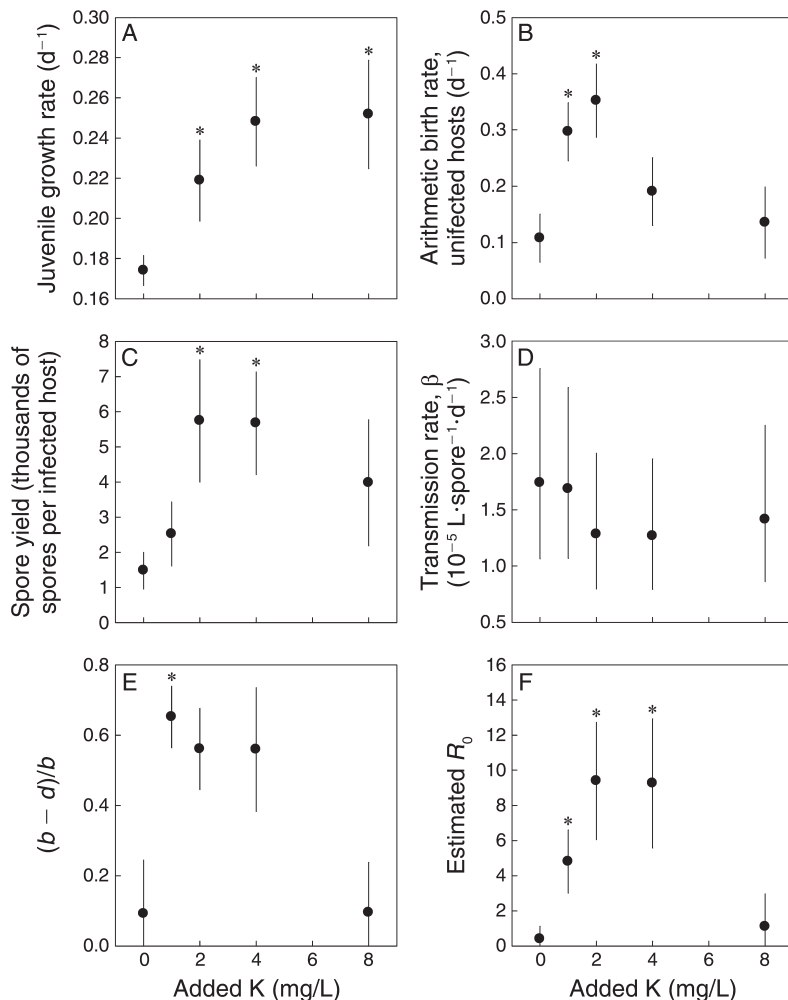 A
Juvenile growth rate (d⁻¹)
0.30
0.28
0.26
0.24
0.22
0.20
0.18
0.16
*
*
*
B
Arithmetic birth rate,
unifected hosts (d⁻¹)
0.5
0.4
0.3
0.2
0.1
0.0
*
*
C
Spore yield (thousands of
spores per infected host)
8
7
6
5
4
3
2
1
0
*
*
D
Transmission rate, β
(10⁻⁵ L·spore⁻¹·d⁻¹)
3.0
2.5
2.0
1.5
1.0
0.5
E
(b − d)/b
0.8
0.6
0.4
0.2
0.0
*
0 2 4 6 8
Added K (mg/L)
F
Estimated R₀
16
14
12
10
8
6
4
2
0
*
*
*
0 2 4 6 8
Added K (mg/L)